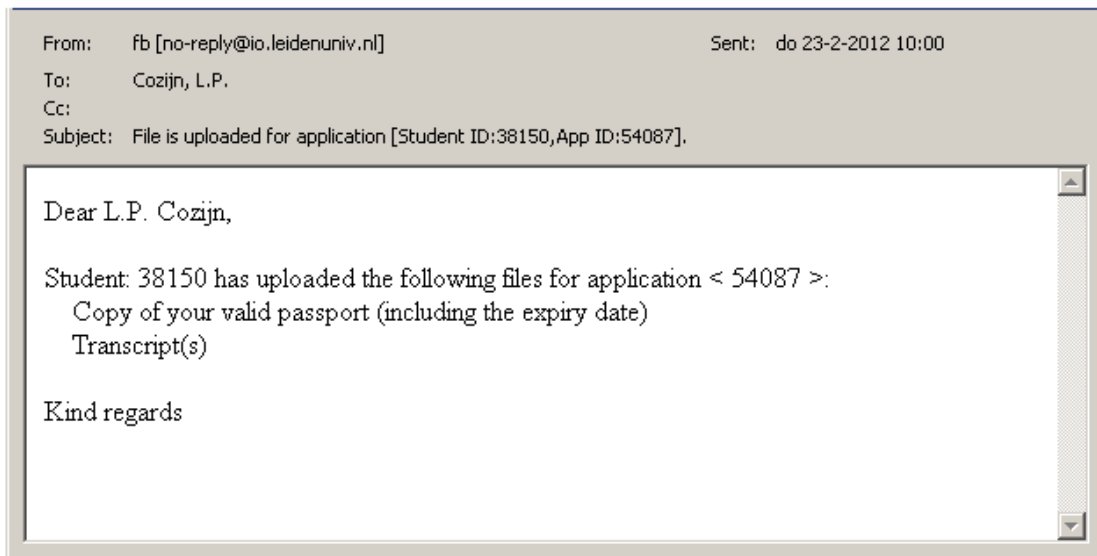 From: fb [no-reply@io.leidenuniv.nl] Sent: do 23-2-2012 10:00
To: Cozijn, L.P.
Cc:
Subject: File is uploaded for application [Student ID:38150,App ID:54087].
Dear L.P. Cozijn,
Student: 38150 has uploaded the following files for application < 54087 >:
Copy of your valid passport (including the expiry date)
Transcript(s)
Kind regards